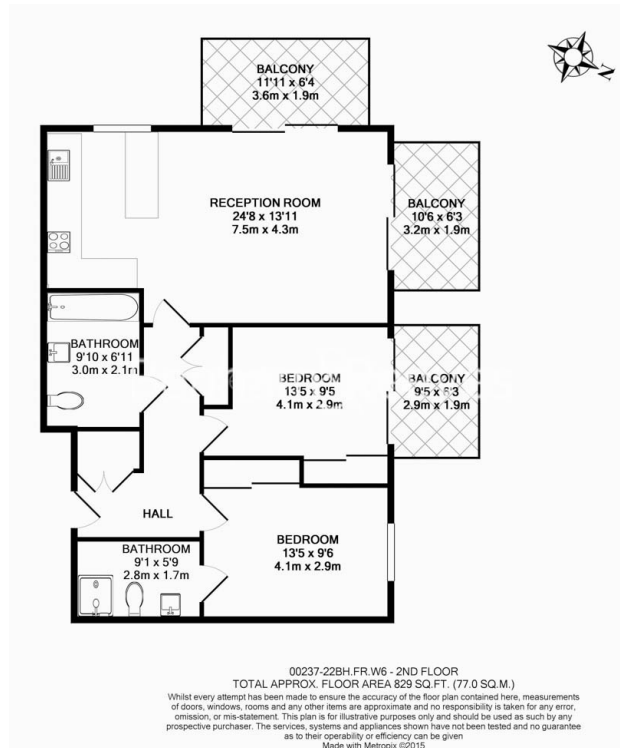 N
BALCONY
11'11 x 6'4
3.6m x 1.9m
RECEPTION ROOM
24'8 x 13'11
7.5m x 4.3m
BALCONY
10'6 x 6'3
3.2m x 1.9m
BATHROOM
9'10 x 6'11
3.0m x 2.1m
BEDROOM
13'5 x 9'5
4.1m x 2.9m
BALCONY
9'5 x 6'3
2.9m x 1.9m
HALL
BATHROOM
9'1 x 5'9
2.8m x 1.7m
BEDROOM
13'5 x 9'6
4.1m x 2.9m
00237-22BH.FR.W6 - 2ND FLOOR
TOTAL APPROX. FLOOR AREA 829 SQ.FT. (77.0 SQ.M.)
Whilst every attempt has been made to ensure the accuracy of the floor plan contained here, measurements
of doors, windows, rooms and any other items are approximate and no responsibility is taken for any error,
omission, or mis-statement. This plan is for illustrative purposes only and should be used as such by any
prospective purchaser. The services, systems and appliances shown have not been tested and no guarantee
as to their operability or efficiency can be given
Made with Metropix ©2015